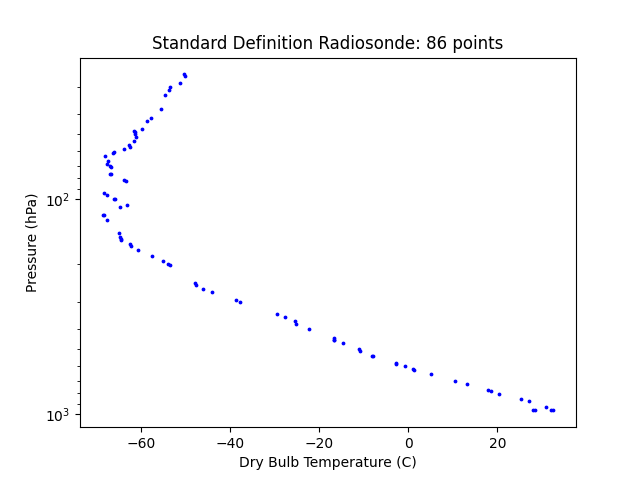 Standard Definition Radiosonde: 86 points
Pressure (hPa)
10²
10³
−60
−40
−20
0
20
Dry Bulb Temperature (C)